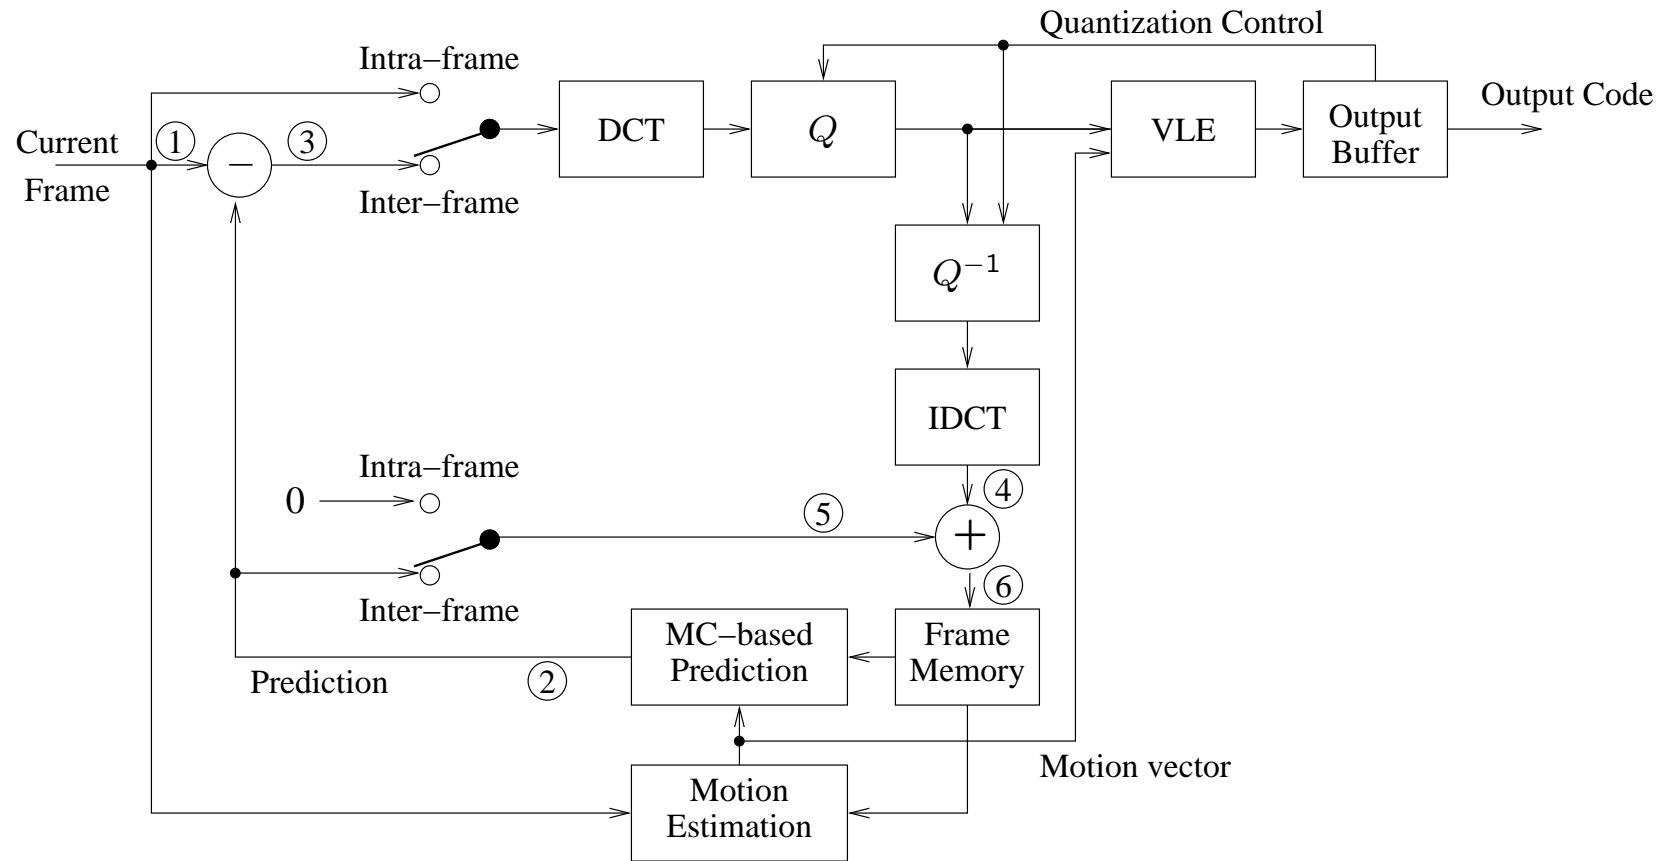 Quantization Control
Intra–frame
Output Code
DCT
Q
VLE
Output
Buffer
Current
Frame
①
−
③
Inter–frame
Q⁻¹
IDCT
④
Intra–frame
0
⑤
+
⑥
Inter–frame
MC–based
Prediction
Frame
Memory
Prediction
②
Motion vector
Motion
Estimation